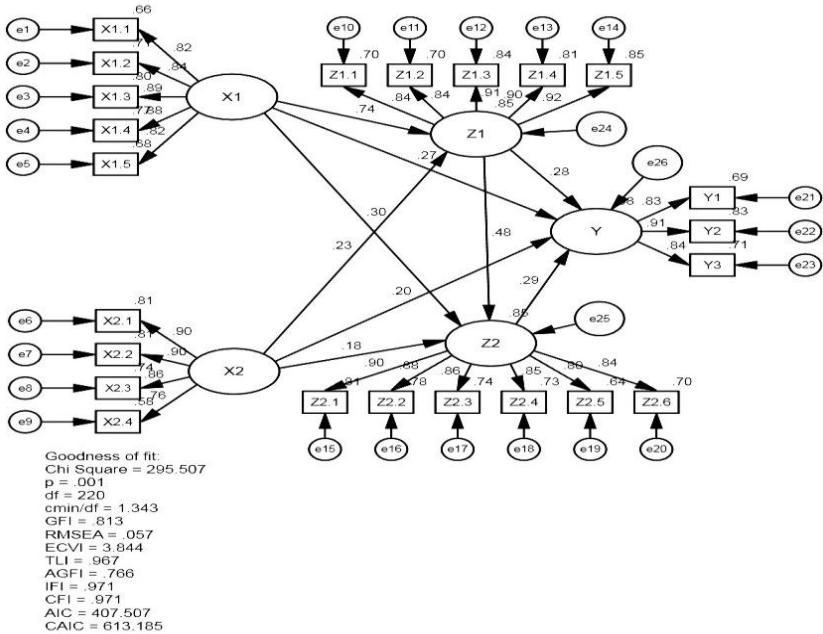 e1 X1.1 .66
e2 X1.2
e3 X1.3
e4 X1.4
e5 X1.5
.82
.84
.89
.82
.68
X1
e10 e11 e12 e13 e14
.70 .70 .84 .81 .85
Z1.1 Z1.2 Z1.3 Z1.4 Z1.5
.84 .84 .91 .90 .92
.85
Z1
e24
.74
.27
.30
.23
.28
.48
.20
.18
.29
e26
Y
.83 Y1 .69 e21
.91 Y2 .83 e22
.84 Y3 .71 e23
e6 X2.1 .81
e7 X2.2
e8 X2.3 .74
e9 X2.4 .58
.90
.90
.86
.76
X2
Z2
.85
e25
.90 .88 .86 .85 .80 .84
.78 .74 .73 .64 .70
Z2.1 Z2.2 Z2.3 Z2.4 Z2.5 Z2.6
e15 e16 e17 e18 e19 e20
Goodness of fit:
Chi Square = 295.507
p = .001
df = 220
cmin/df = 1.343
GFI = .813
RMSEA = .057
ECVI = 3.844
TLI = .967
AGFI = .766
IFI = .971
CFI = .971
AIC = 407.507
CAIC = 613.185